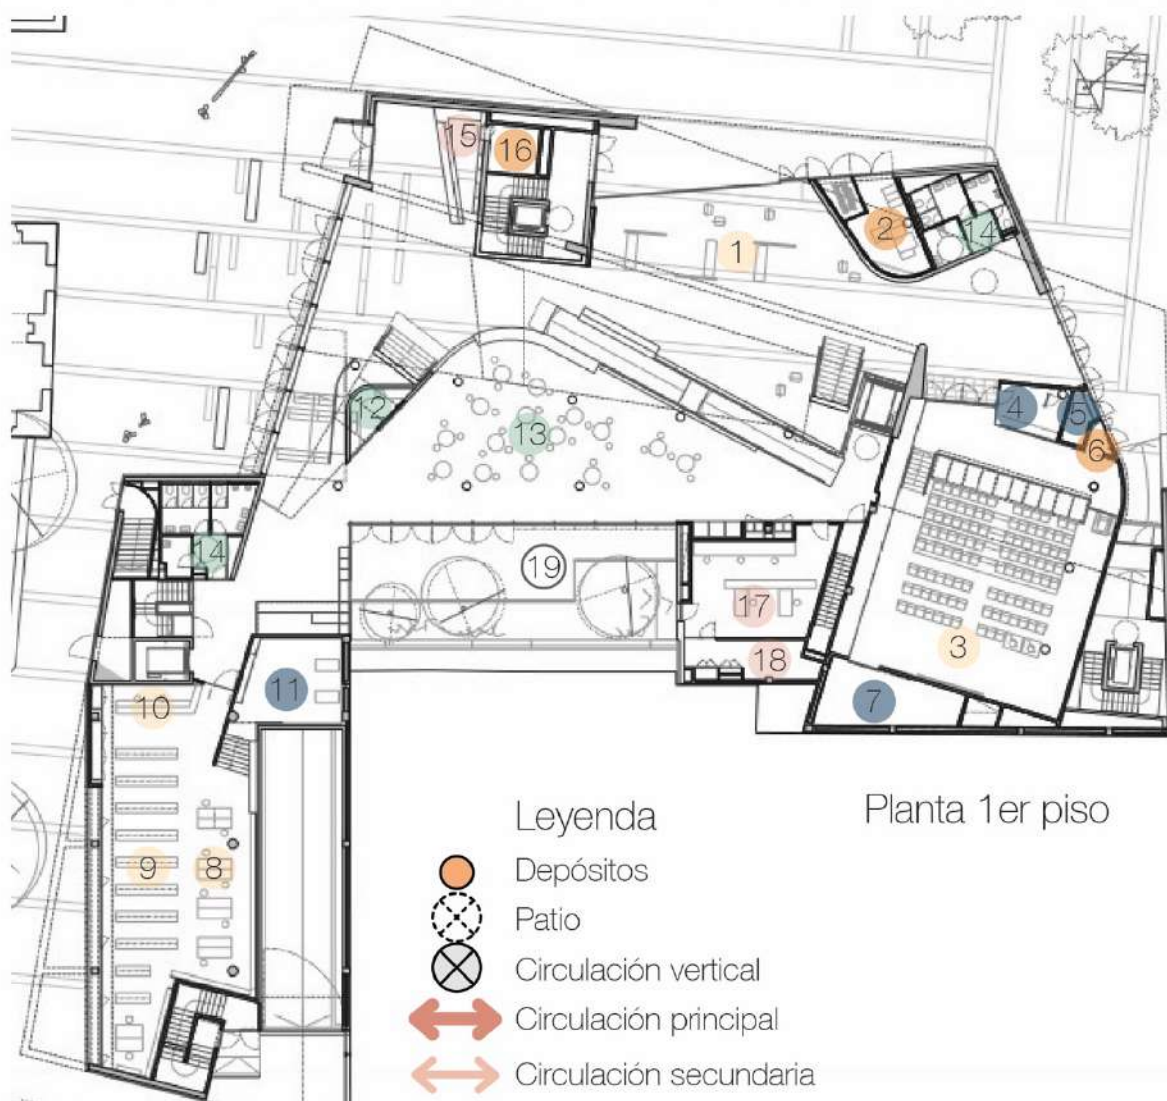 15
16
2
14
1
4
5
12
13
6
14
19
17
3
18
11
7
10
Leyenda
Planta 1er piso
9
8
Depósitos
Patio
Circulación vertical
Circulación principal
Circulación secundaria